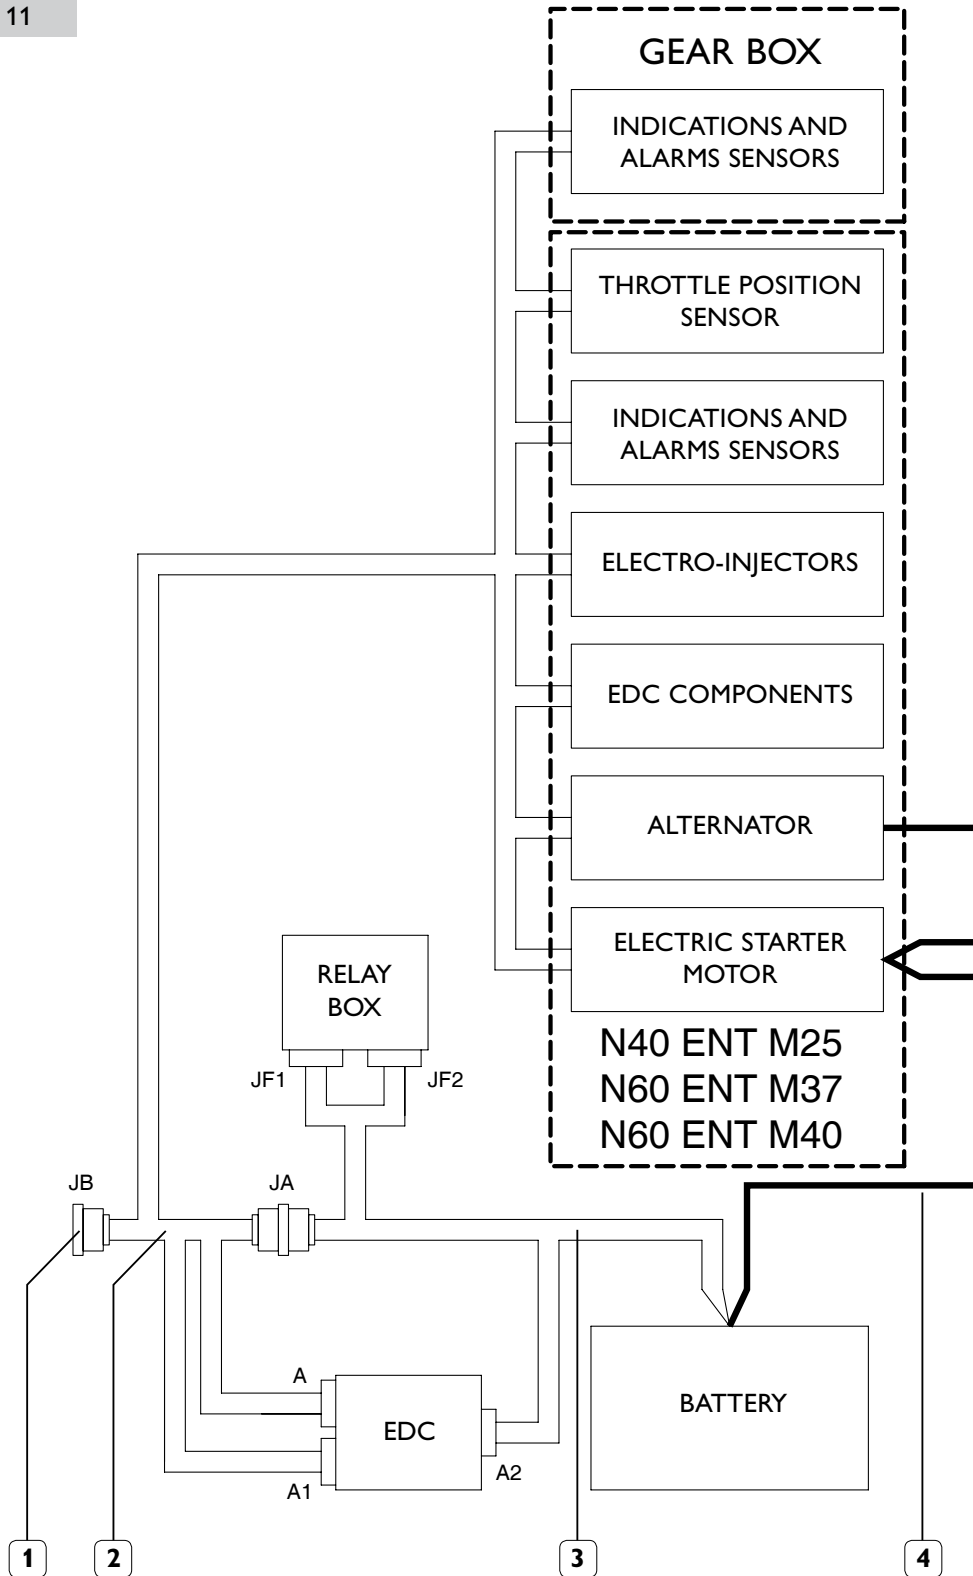 11
GEAR BOX
INDICATIONS AND
ALARMS SENSORS
THROTTLE POSITION
SENSOR
INDICATIONS AND
ALARMS SENSORS
ELECTRO-INJECTORS
EDC COMPONENTS
ALTERNATOR
ELECTRIC STARTER
MOTOR
RELAY
BOX
JF1
JF2
N40 ENT M25
N60 ENT M37
N60 ENT M40
JB
JA
A
EDC
A1
A2
BATTERY
1
2
3
4